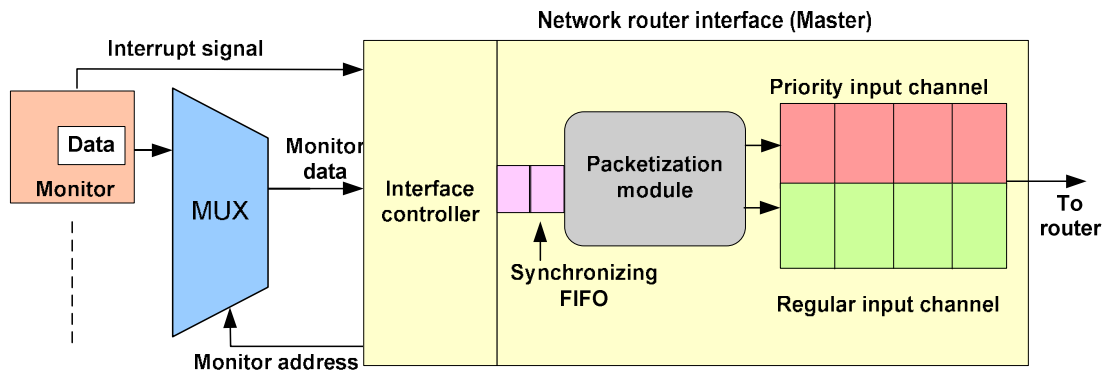 Network router interface (Master)
Interrupt signal
Data
Monitor
MUX
Monitor
data
Monitor address
Interface
controller
Synchronizing
FIFO
Packetization
module
Priority input channel
Regular input channel
To
router